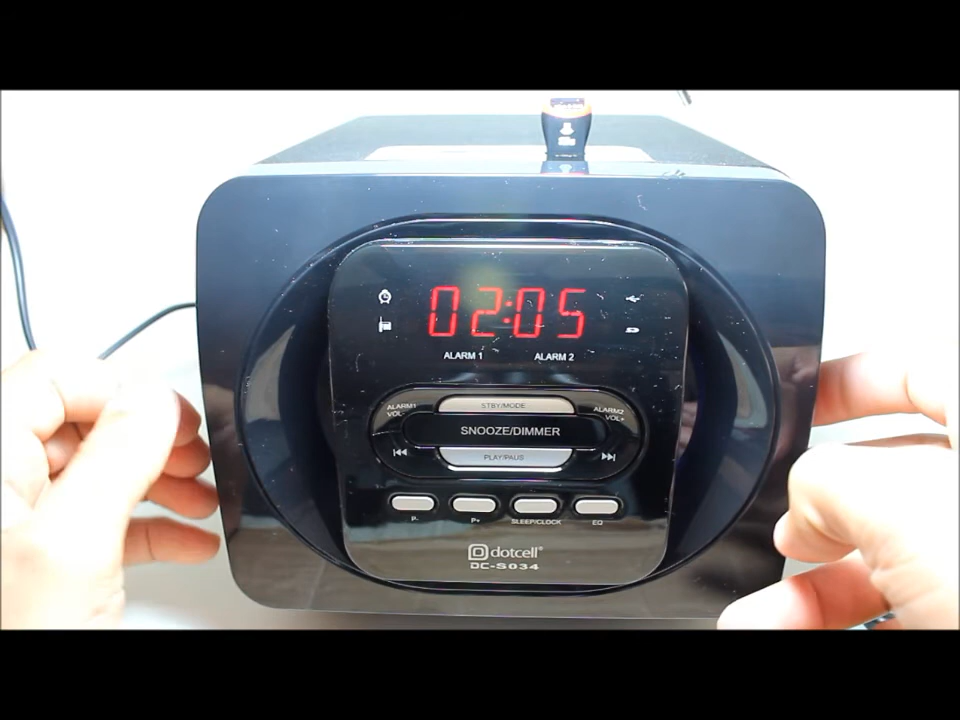 02:05
ALARM 1 ALARM 2
STBY/MODE
ALARM1
VOL-
ALARM2
VOL+
SNOOZE/DIMMER
PLAY/PAUS
P- P+ SLEEP/CLOCK EQ
dotcell®
DC-S034